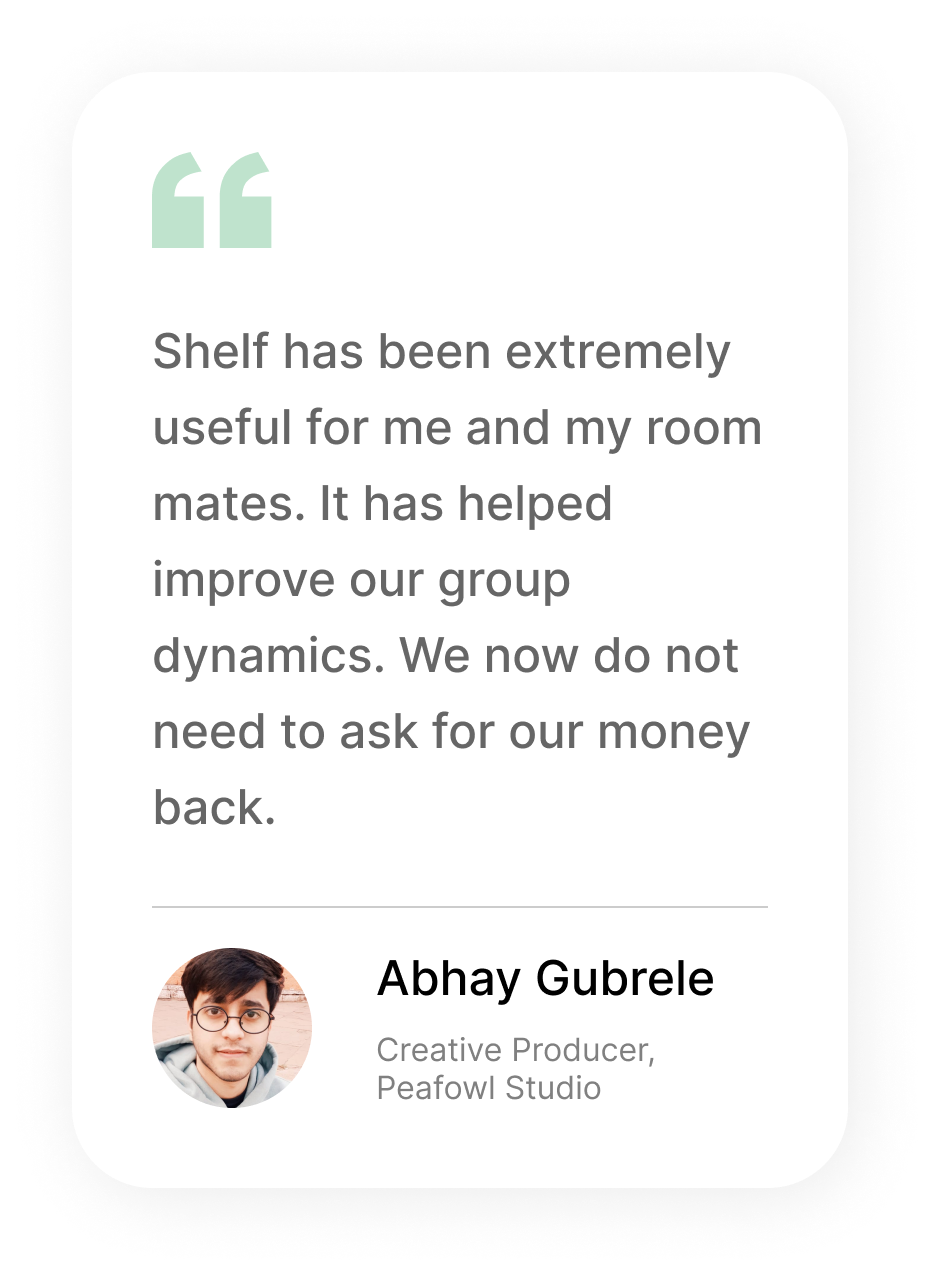 Shelf has been extremely
useful for me and my room
mates. It has helped
improve our group
dynamics. We now do not
need to ask for our money
back.
Abhay Gubrele
Creative Producer,
Peafowl Studio